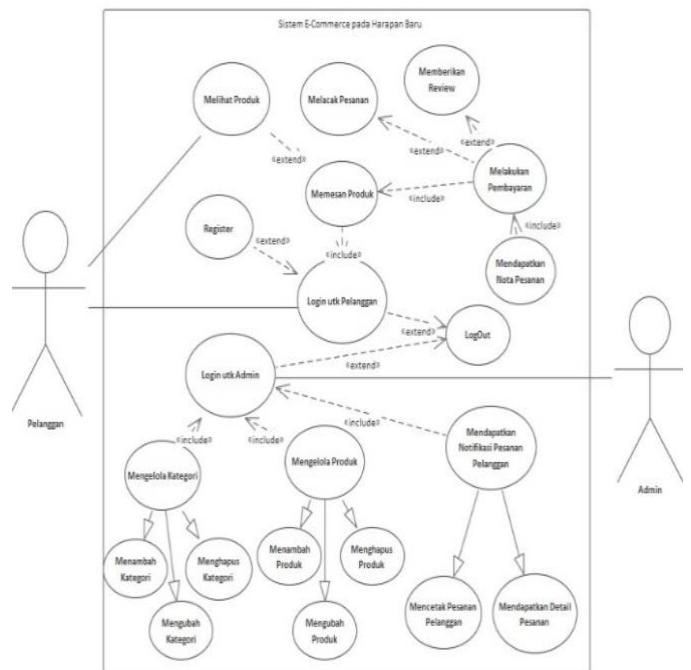 Sistem E-Commerce pada Harapan Baru
Memberikan
Review
Melihat Produk
Melacak Pesanan
«extend»
«extend»
«extend»
Melakukan
Pembayaran
Memesan Produk
«include»
Register
«extend»
«include»
«include»
Mendapatkan
Nota Pesanan
Login utk Pelanggan
«extend»
LogOut
Login utk Admin
«extend»
Pelanggan
«include»
«include»
«include»
Mendapatkan
Notifikasi Pesanan
Pelanggan
Mengelola Kategori
Mengelola Produk
Admin
Menambah
Kategori
Menghapus
Kategori
Menambah
Produk
Menghapus
Produk
Mengubah
Kategori
Mengubah
Produk
Mencetak Pesanan
Pelanggan
Mendapatkan Detail
Pesanan